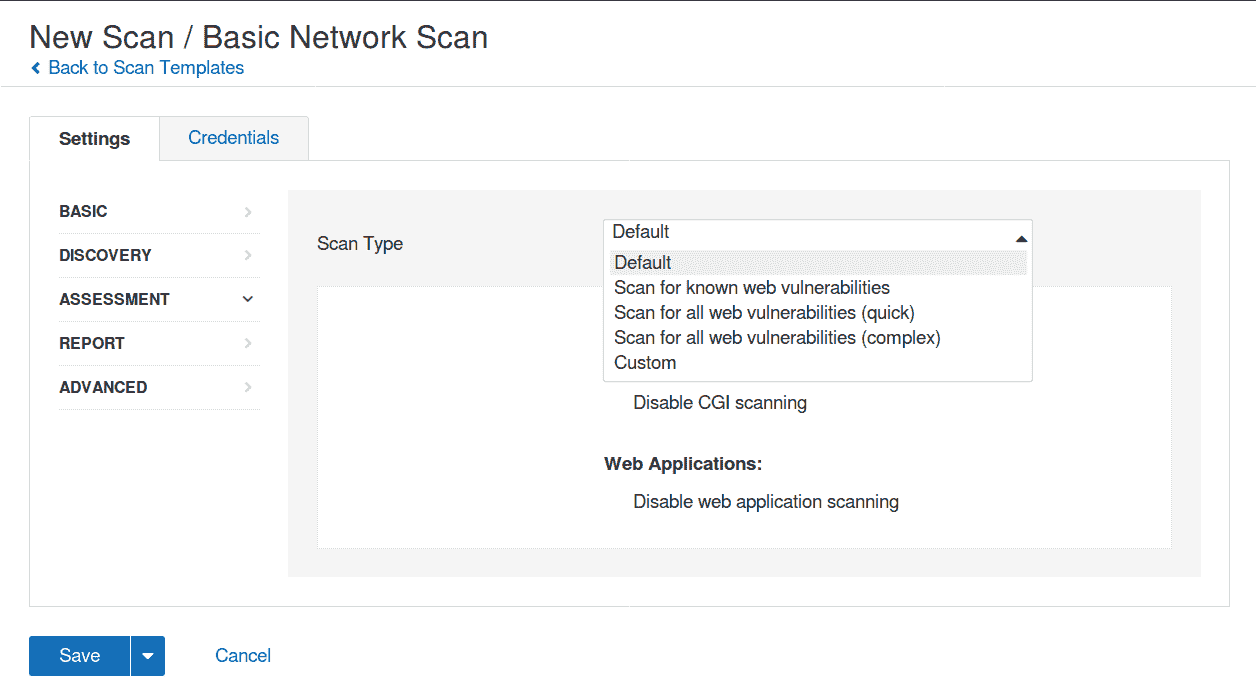 New Scan / Basic Network Scan
Back to Scan Templates
Settings
Credentials
BASIC
DISCOVERY
ASSESSMENT
REPORT
ADVANCED
Scan Type
Default
Default
Scan for known web vulnerabilities
Scan for all web vulnerabilities (quick)
Scan for all web vulnerabilities (complex)
Custom
Disable CGI scanning
Web Applications:
Disable web application scanning
Save
Cancel